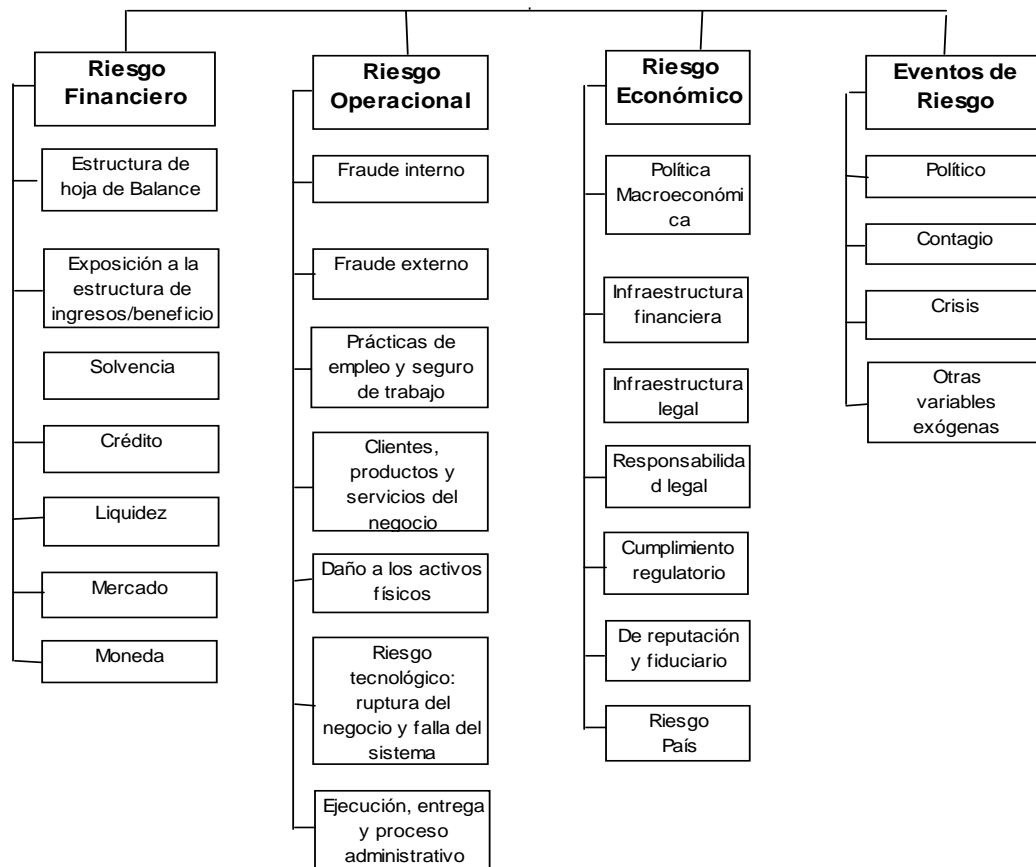 Riesgo
Financiero
Estructura de
hoja de Balance
Exposición a la
estructura de
ingresos/beneficio
Solvencia
Crédito
Liquidez
Mercado
Moneda
Riesgo
Operacional
Fraude interno
Fraude externo
Prácticas de
empleo y seguro
de trabajo
Clientes,
productos y
servicios del
negocio
Daño a los activos
físicos
Riesgo
tecnológico:
ruptura del
negocio y falla del
sistema
Ejecución, entrega
y proceso
administrativo
Riesgo
Económico
Política
Macroeconómi
ca
Infraestructura
financiera
Infraestructura
legal
Responsabilida
d legal
Cumplimiento
regulatorio
De reputación
y fiduciario
Riesgo
País
Eventos de
Riesgo
Político
Contagio
Crisis
Otras
variables
exógenas